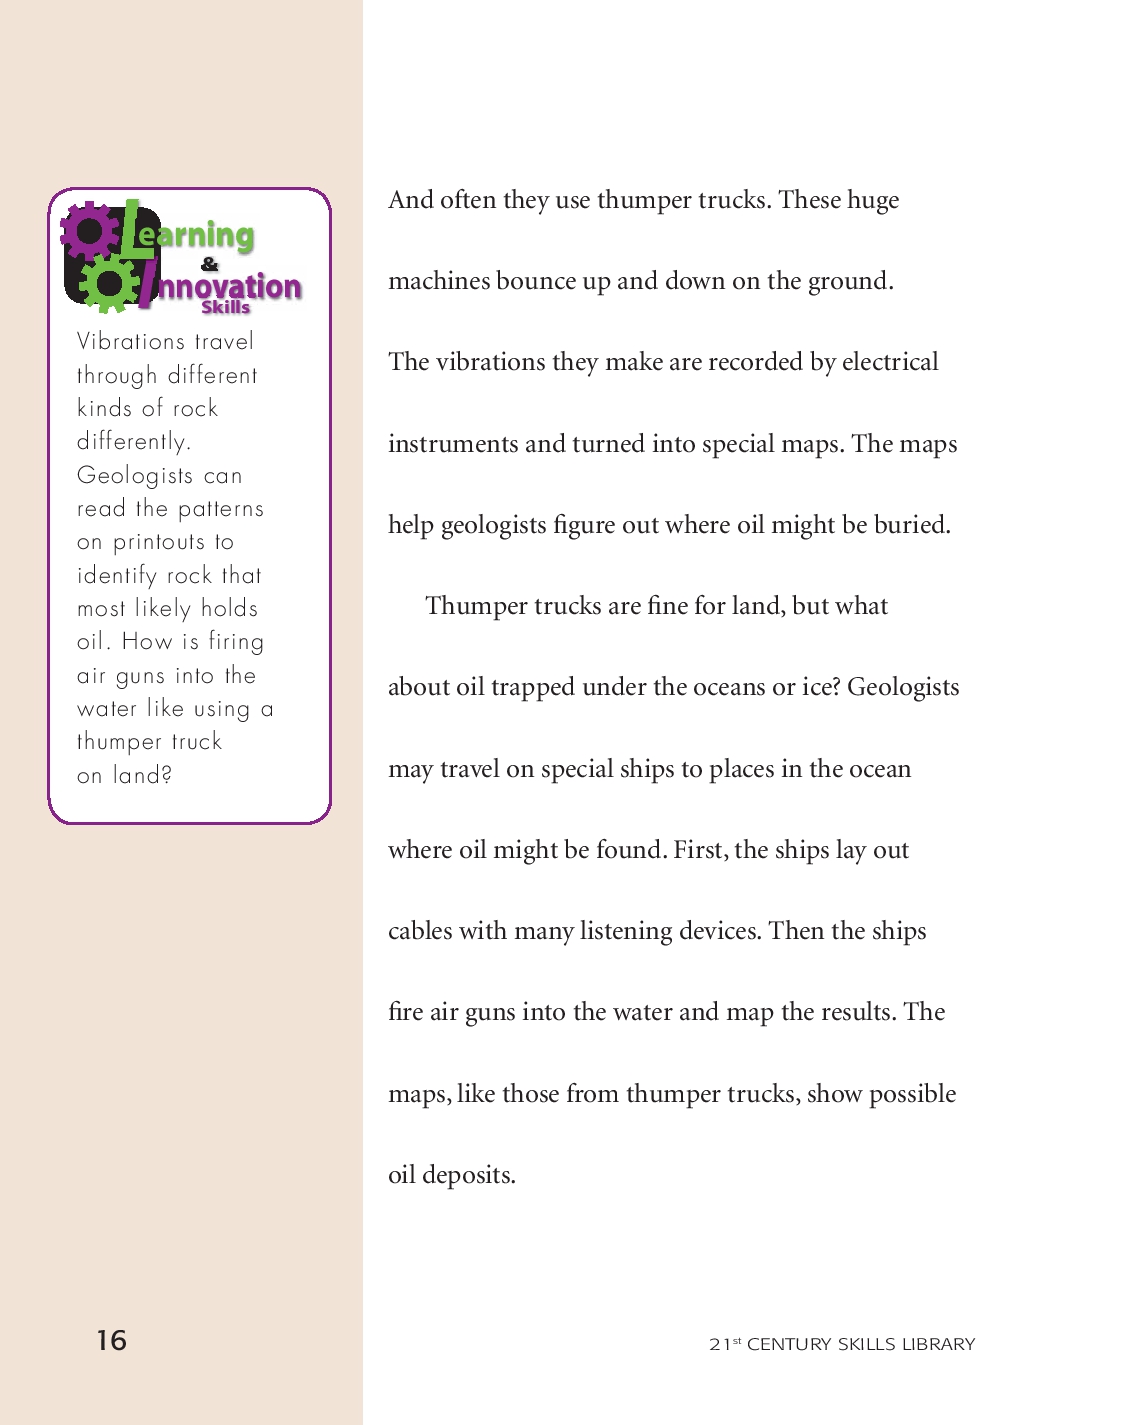 Learning
&
Innovation
Skills
Vibrations travel
through different
kinds of rock
differently.
Geologists can
read the patterns
on printouts to
identify rock that
most likely holds
oil. How is firing
air guns into the
water like using a
thumper truck
on land?
And often they use thumper trucks. These huge
machines bounce up and down on the ground.
The vibrations they make are recorded by electrical
instruments and turned into special maps. The maps
help geologists figure out where oil might be buried.
Thumper trucks are fine for land, but what
about oil trapped under the oceans or ice? Geologists
may travel on special ships to places in the ocean
where oil might be found. First, the ships lay out
cables with many listening devices. Then the ships
fire air guns into the water and map the results. The
maps, like those from thumper trucks, show possible
oil deposits.
16
21st CENTURY SKILLS LIBRARY